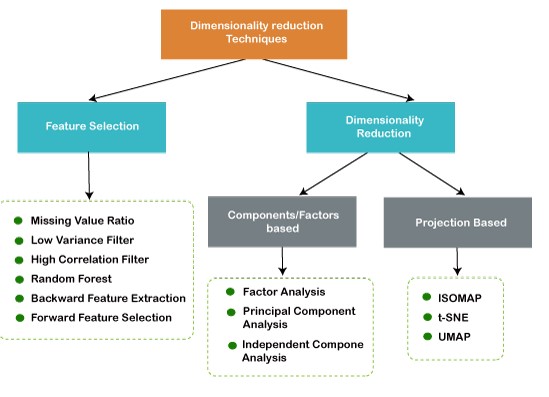 Dimensionality reduction
Techniques
Feature Selection
Dimensionality
Reduction
Missing Value Ratio
Low Variance Filter
High Correlation Filter
Random Forest
Backward Feature Extraction
Forward Feature Selection
Components/Factors
based
Projection Based
Factor Analysis
Principal Component
Analysis
Independent Compone
Analysis
ISOMAP
t-SNE
UMAP